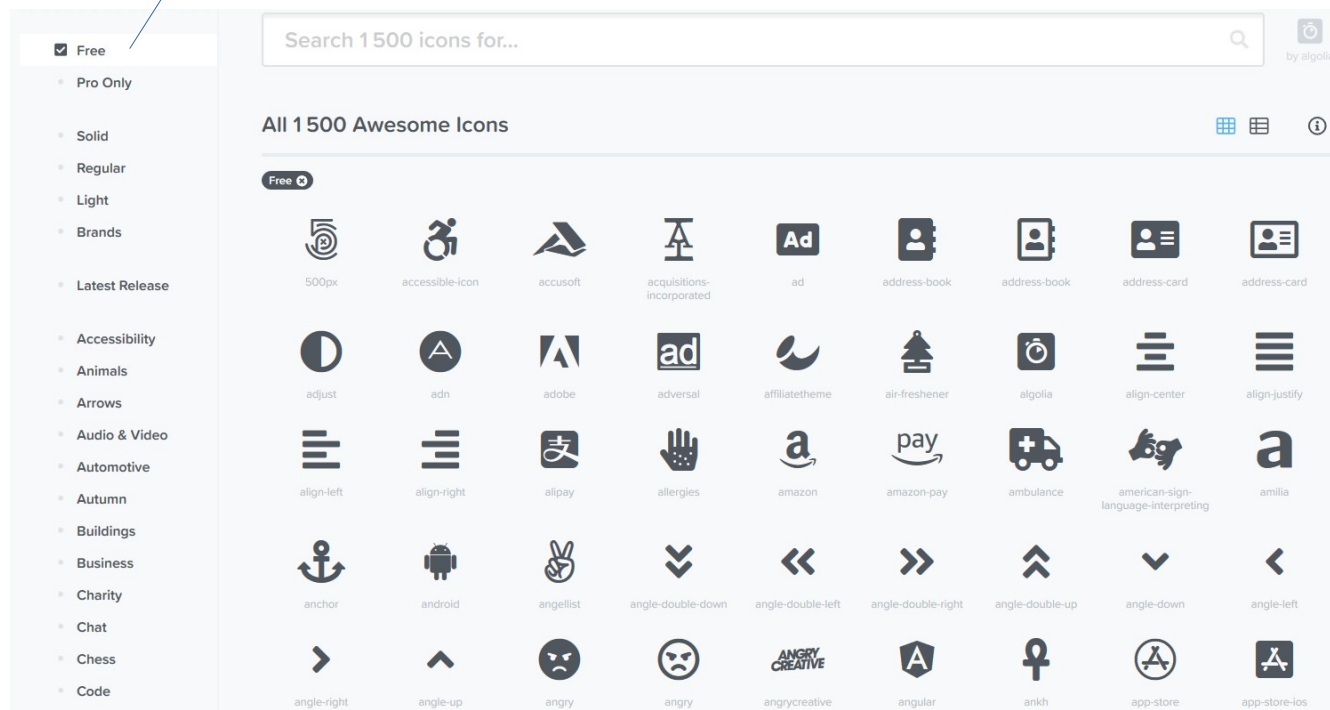 Free
Pro Only
Solid
Regular
Light
Brands
Latest Release
Accessibility
Animals
Arrows
Audio & Video
Automotive
Autumn
Buildings
Business
Charity
Chat
Chess
Code
Search 1500 icons for...
by algolia
All 1500 Awesome Icons
Free
5
Ad
500px accessible-icon accusoft acquisitions-incorporated ad address-book address-book address-card address-card
ad
adjust adn adobe adversal affiliatetheme air-freshener algolia align-center align-justify
支 a pay a
align-left align-right alipay allergies amazon amazon-pay ambulance american-sign-language-interpreting amilia
anchor android angellist angle-double-down angle-double-left angle-double-right angle-double-up angle-down angle-left
ANGRY
CREATIVE
A
angle-right angle-up angry angry angrycreative angular ankh app-store app-store-ios